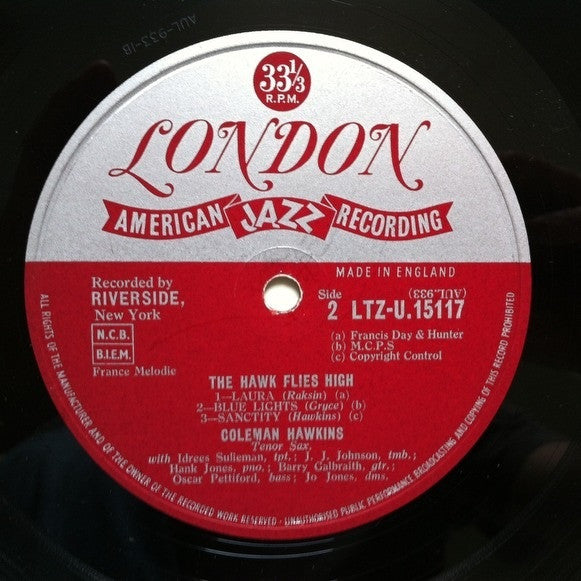 AUL-933-1B
33⅓
R.P.M.
LONDON
AMERICAN JAZZ RECORDING
MADE IN ENGLAND
Recorded by
RIVERSIDE,
New York
N.C.B.
B.I.E.M.
France Melodie
(AUL.933)
Side
2 LTZ-U.15117
(a) Francis Day & Hunter
(b) M.C.P.S
(c) Copyright Control
THE HAWK FLIES HIGH
1—LAURA (Raksin) (a)
2—BLUE LIGHTS (Gryce) (b)
3—SANCTITY (Hawkins) (c)
COLEMAN HAWKINS
Tenor Sax,
with Idrees Sulieman, tpt.; J. J. Johnson, tmb.;
Hank Jones, pno.; Barry Galbraith, gtr.;
Oscar Pettiford, bass; Jo Jones, dms.
ALL RIGHTS OF THE MANUFACTURER AND OF THE OWNER OF THE RECORDED WORK RESERVED · UNAUTHORISED PUBLIC PERFORMANCE BROADCASTING AND COPYING OF THIS RECORD PROHIBITED